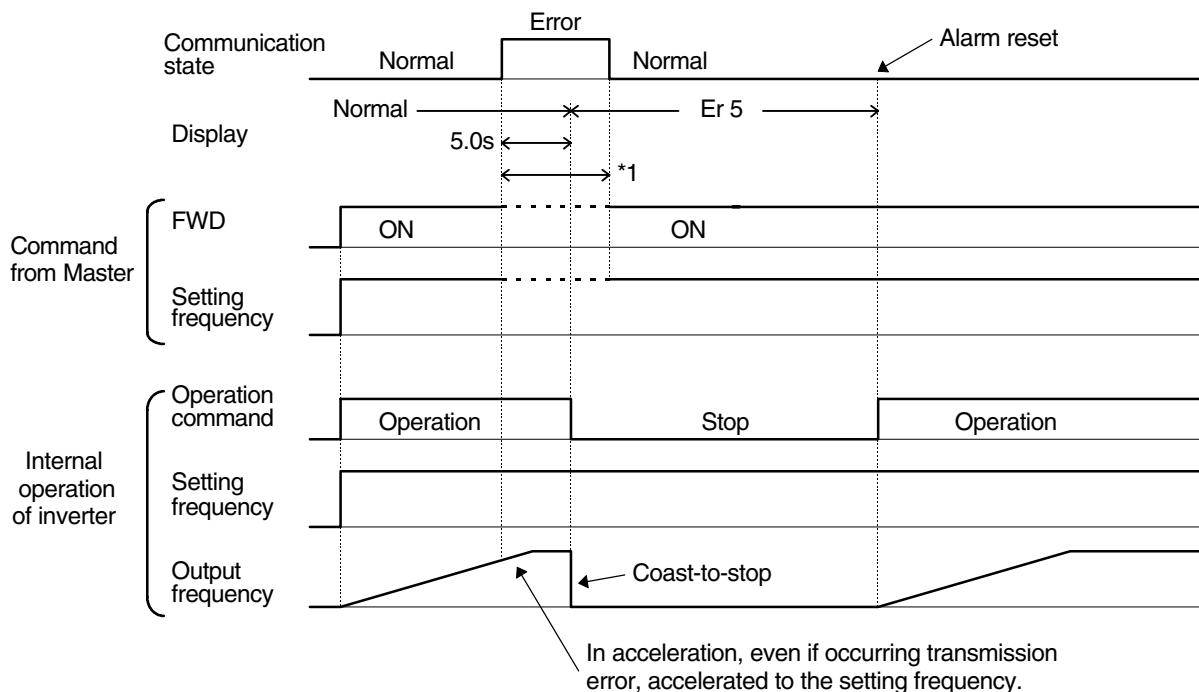 Error
Communication
state
Normal
Normal
Alarm reset
Normal
Er 5
Display
5.0s
*1
FWD
ON
ON
Command
from Master
Setting
frequency
Operation
command
Operation
Stop
Operation
Internal
operation
of inverter
Setting
frequency
Output
frequency
Coast-to-stop
In acceleration, even if occurring transmission
error, accelerated to the setting frequency.